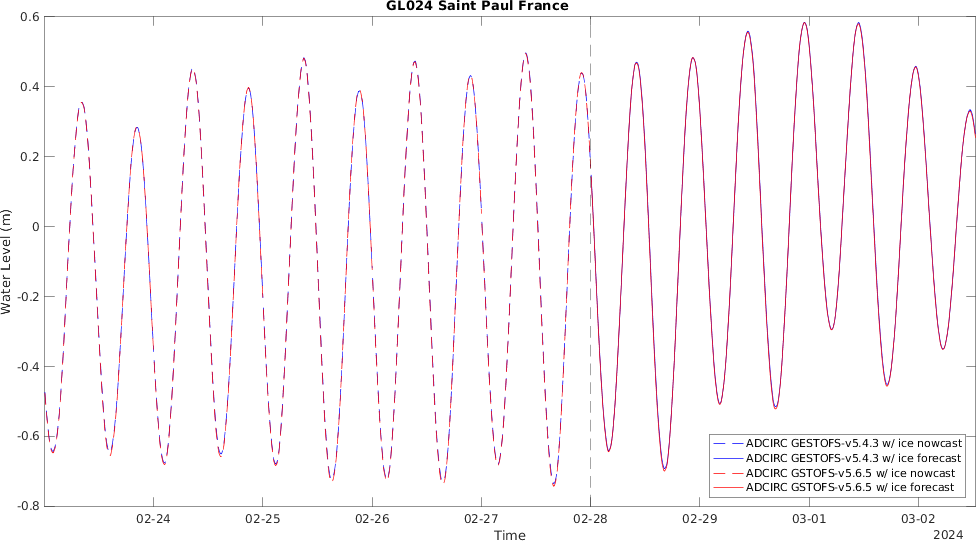 GL024 Saint Paul France
0.6
0.4
0.2
0
-0.2
-0.4
-0.6
-0.8
Water Level (m)
ADCIRC GESTOFS-v5.4.3 w/ ice nowcast
ADCIRC GESTOFS-v5.4.3 w/ ice forecast
ADCIRC GSTOFS-v5.6.5 w/ ice nowcast
ADCIRC GSTOFS-v5.6.5 w/ ice forecast
02-24 02-25 02-26 02-27 02-28 02-29 03-01 03-02
Time
2024